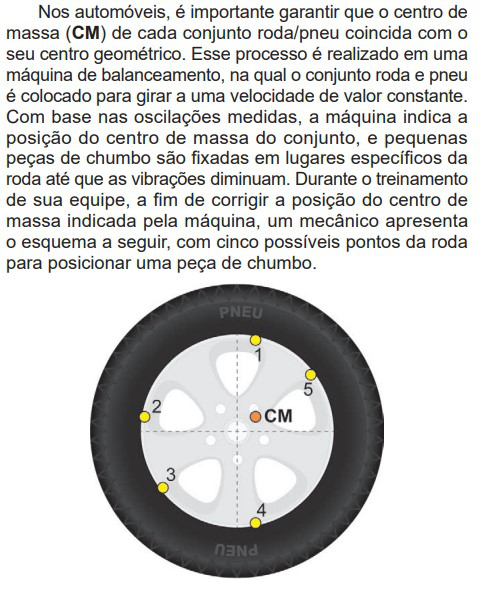 Nos automóveis, é importante garantir que o centro de
massa (CM) de cada conjunto roda/pneu coincida com o
seu centro geométrico. Esse processo é realizado em uma
máquina de balanceamento, na qual o conjunto roda e pneu
é colocado para girar a uma velocidade de valor constante.
Com base nas oscilações medidas, a máquina indica a
posição do centro de massa do conjunto, e pequenas
peças de chumbo são fixadas em lugares específicos da
roda até que as vibrações diminuam. Durante o treinamento
de sua equipe, a fim de corrigir a posição do centro de
massa indicada pela máquina, um mecânico apresenta
o esquema a seguir, com cinco possíveis pontos da roda
para posicionar uma peça de chumbo.
PNEU
1
5
2
CM
3
4
PNEU